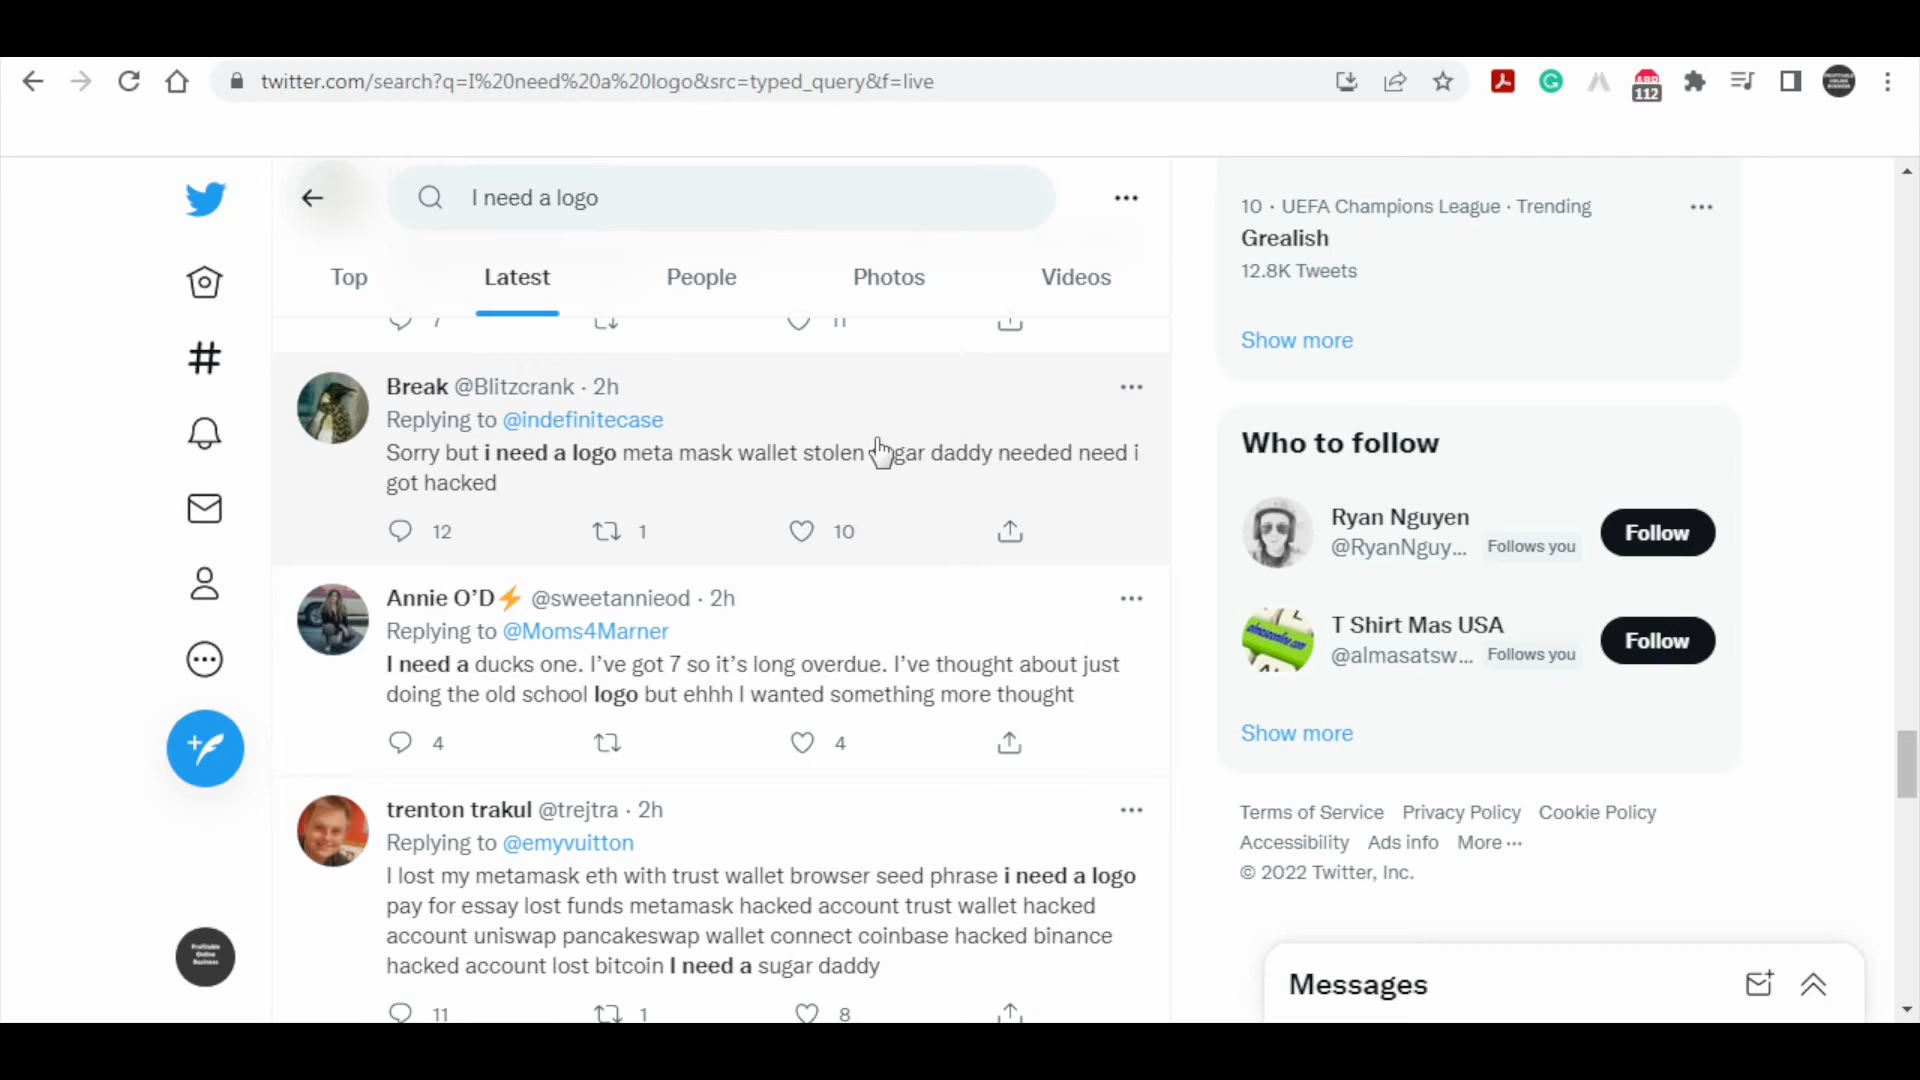 twitter.com/search?q=I%20need%20a%20logo&src=typed_query&f=live
ABP
112
I need a logo
Top
Latest
People
Photos
Videos
7
11
Break @Blitzcrank · 2h
Replying to @indefinitecase
Sorry but i need a logo meta mask wallet stolen sugar daddy needed need i
got hacked
12
1
10
Annie O’D⚡ @sweetannieod · 2h
Replying to @Moms4Marner
I need a ducks one. I’ve got 7 so it’s long overdue. I’ve thought about just
doing the old school logo but ehhh I wanted something more thought
4
4
trenton trakul @trejtra · 2h
Replying to @emyvuitton
I lost my metamask eth with trust wallet browser seed phrase i need a logo
pay for essay lost funds metamask hacked account trust wallet hacked
account uniswap pancakeswap wallet connect coinbase hacked binance
hacked account lost bitcoin I need a sugar daddy
11
1
8
10 · UEFA Champions League · Trending
Grealish
12.8K Tweets
Show more
Who to follow
Ryan Nguyen
@RyanNguy... Follows you
Follow
T Shirt Mas USA
@almasatsw... Follows you
Follow
Show more
Terms of Service Privacy Policy Cookie Policy
Accessibility Ads info More ···
© 2022 Twitter, Inc.
Messages
Profitable
Online
Business